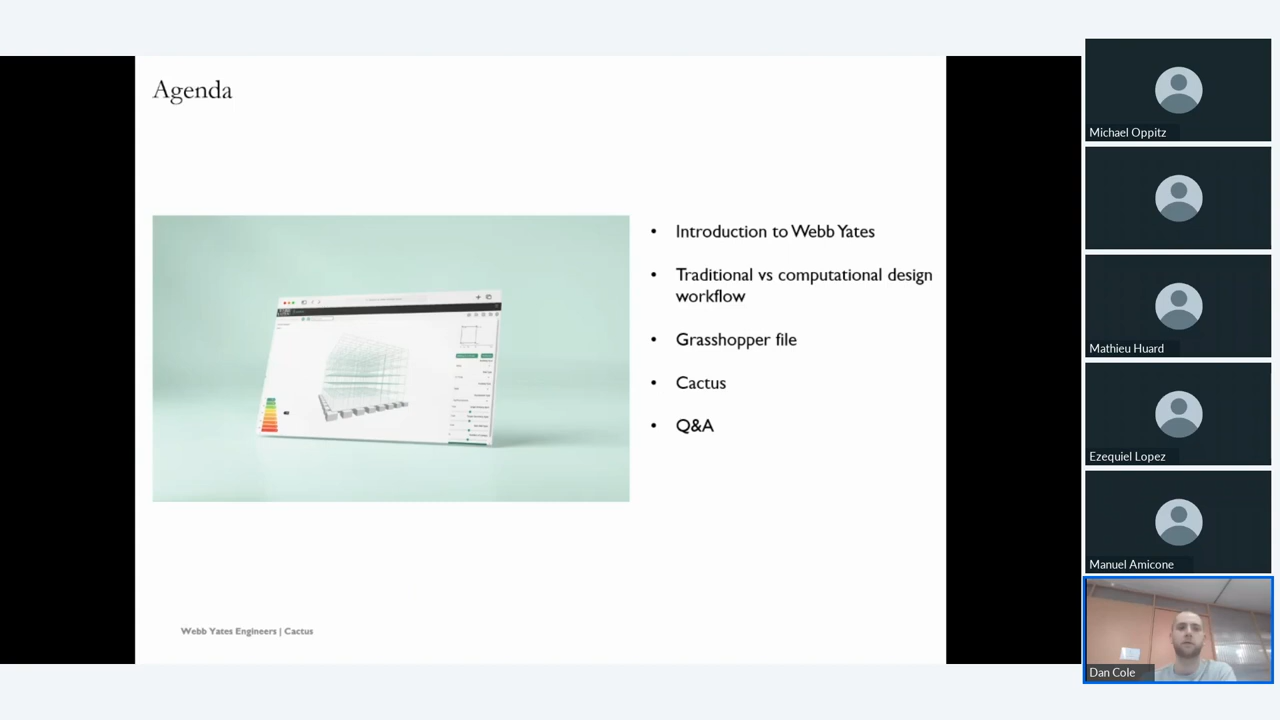 Agenda
• Introduction to Webb Yates
• Traditional vs computational design
workflow
• Grasshopper file
• Cactus
• Q&A
Webb Yates Engineers | Cactus
Michael Oppitz
Mathieu Huard
Ezequiel Lopez
Manuel Amicone
Dan Cole